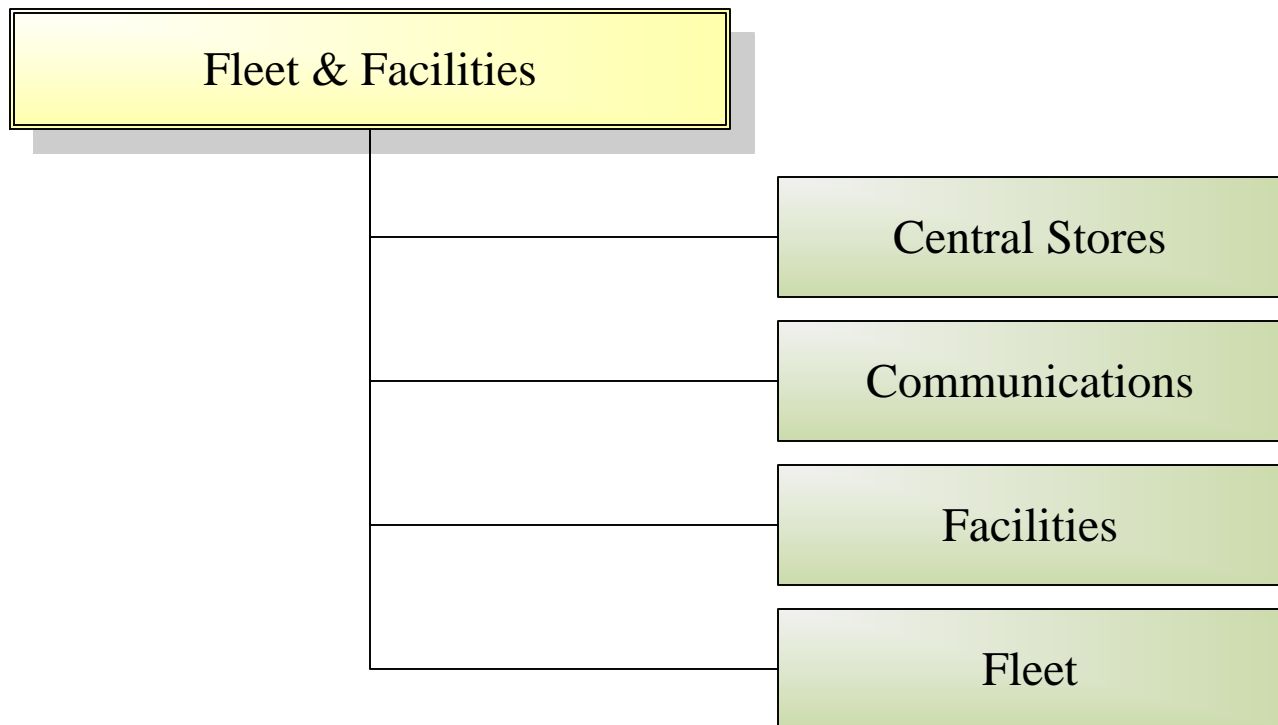 Fleet & Facilities
Central Stores
Communications
Facilities
Fleet